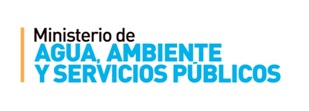 Ministerio de
AGUA, AMBIENTE
Y SERVICIOS PÚBLICOS